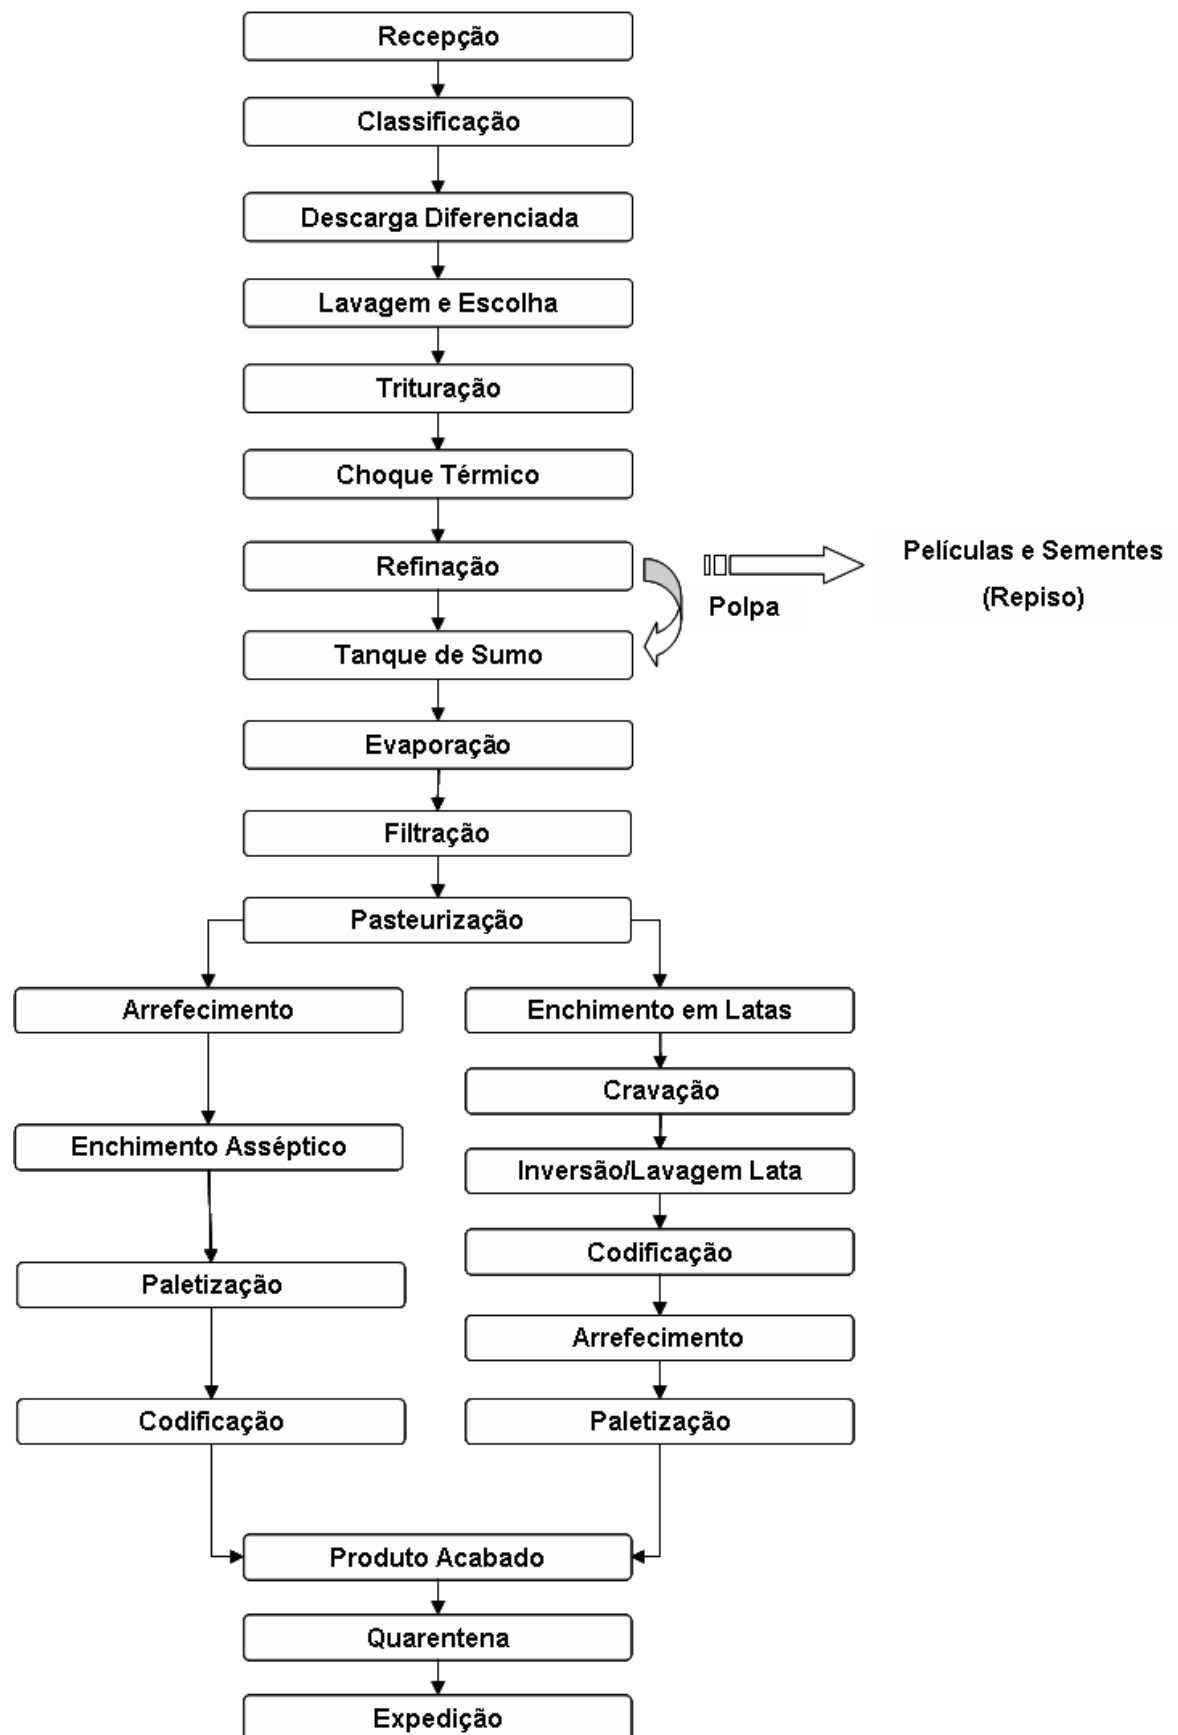 Recepção
Classificação
Descarga Diferenciada
Lavagem e Escolha
Trituração
Choque Térmico
Refinação
Películas e Sementes
(Repiso)
Polpa
Tanque de Sumo
Evaporação
Filtração
Pasteurização
Arrefecimento
Enchimento Asséptico
Paletização
Codificação
Enchimento em Latas
Cravação
Inversão/Lavagem Lata
Codificação
Arrefecimento
Paletização
Produto Acabado
Quarentena
Expedição